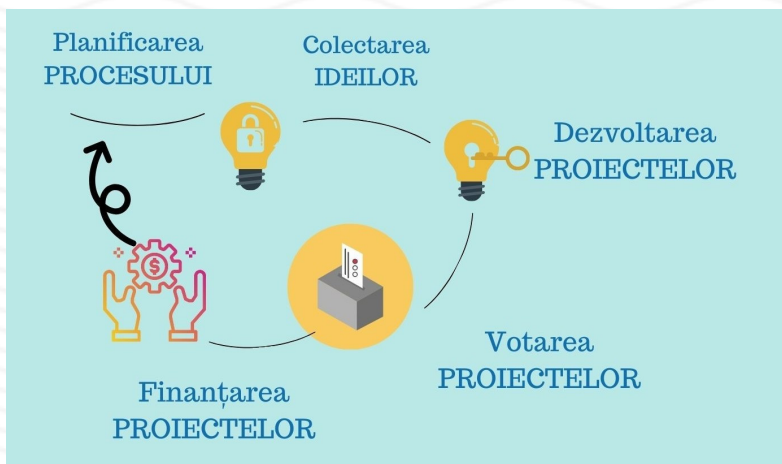 Planificarea
PROCESULUI
Colectarea
IDEILOR
Dezvoltarea
PROIECTELOR
Votarea
PROIECTELOR
Finanțarea
PROIECTELOR
$